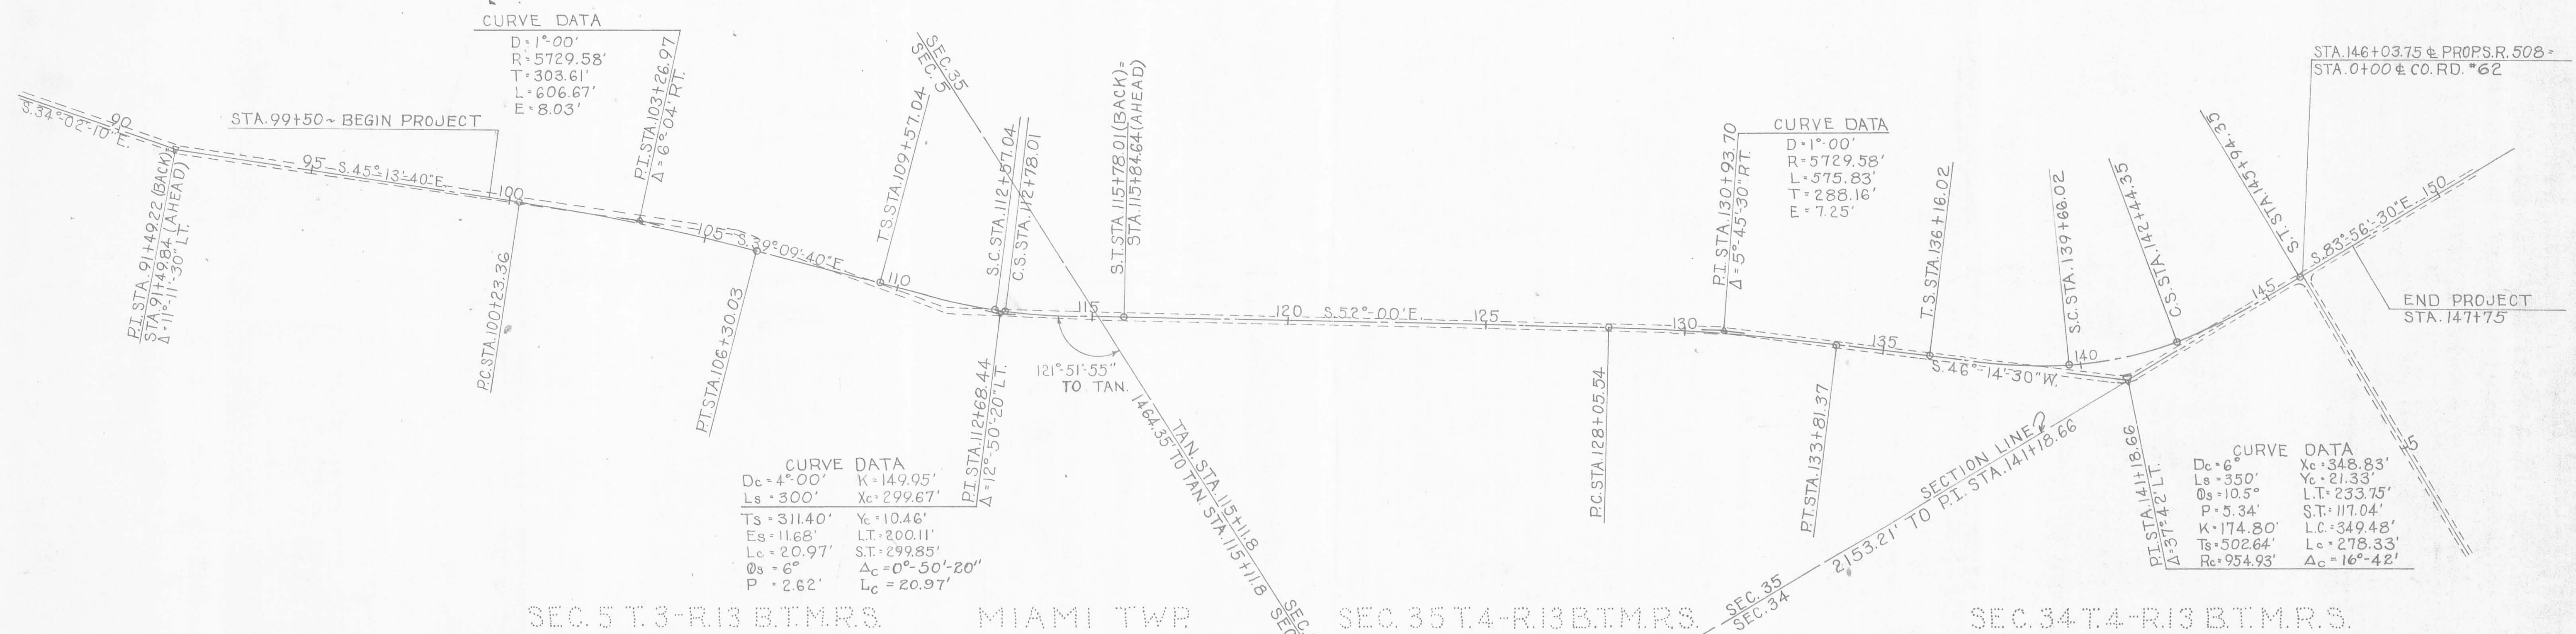 CURVE DATA
D=1°-00'
R=5729.58'
T=303.61'
L=606.67'
E=8.03'
P.I.STA.103+26.97
Δ=6°-04' RT.
S.34°-02'-10"E.
90
P.I.STA.91+49.22(BACK)=
STA.91+49.84(AHEAD)
Δ=11°-11'-30" LT.
STA.99+50~BEGIN PROJECT
95
S.45°-13'-40"E.
100
P.C.STA.100+23.36
105
S.39°09'-40"E
P.T.STA.106+30.03
T.S.STA.109+57.04
110
SEC.35
SEC.5
S.C.STA.112+57.04
C.S.STA.112+78.01
S.T.STA.115+78.01(BACK)=
STA.115+84.64(AHEAD)
115
121°-51'-55"
TO TAN.
P.I.STA.112+68.44
Δ=12°-50'-20" LT.
CURVE DATA
Dc=4°-00' K=149.95'
Ls=300' Xc=299.67'
Ts=311.40' Yc=10.46'
Es=11.68' L.T.=200.11'
Lc=20.97' S.T.=299.85'
Θs=6° Δc=0°-50'-20"
P=2.62' Lc=20.97'
TAN. STA.115+11.8
1464.35' TO TAN. STA.115+11.8
120
S.52°-00'E.
125
P.C.STA.128+05.54
130
P.I.STA.130+93.70
Δ=5°-45'-30" RT.
CURVE DATA
D=1°-00'
R=5729.58'
L=575.83'
T=288.16'
E=7.25'
P.T.STA.133+81.37
135
T.S.STA.136+16.02
S.46°-14'-30"W.
S.C.STA.139+66.02
140
C.S.STA.142+44.35
145
S.T.STA.145+94.35
STA.146+03.75 ℄ PROP.S.R.508=
STA.0+00 ℄ CO.RD.#62
S.83°-56'-30"E.
150
END PROJECT
STA.147+75
5
SECTION LINE
2153.21' TO P.I. STA.141+18.66
SEC.35
SEC.34
P.I.STA.141+18.66
Δ=37°-42' LT.
CURVE DATA
Dc=6° Xc=348.83'
Ls=350' Yc=21.33'
Θs=10.5° L.T.=233.75'
P=5.34' S.T.=117.04'
K=174.80' L.C.=349.48'
Ts=502.64' Lc=278.33'
Rc=954.93' Δc=16°-42'
SEC.5 T.3-R.13 B.T.M.R.S.
MIAMI TWP.
SEC.35 T.4-R.13 B.T.M.R.S.
SEC.34 T.4-R.13 B.T.M.R.S.